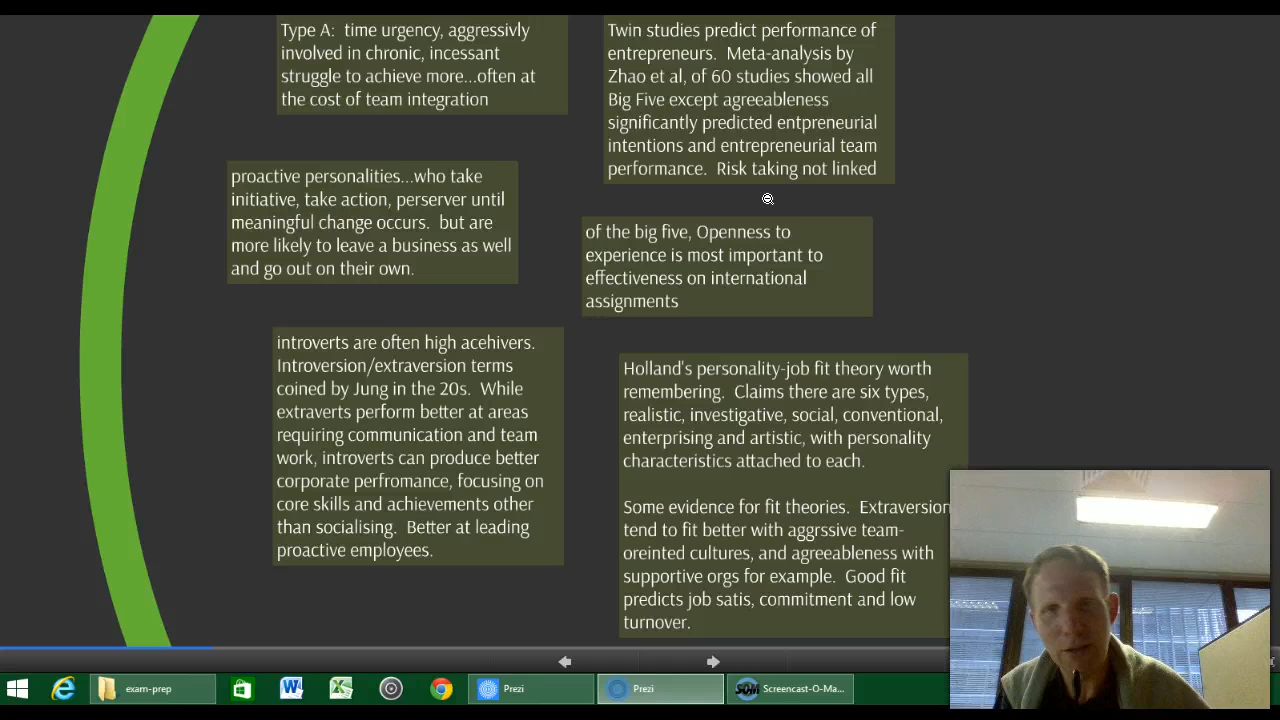 Type A:  time urgency, aggressivly
involved in chronic, incessant
struggle to achieve more...often at
the cost of team integration
Twin studies predict performance of
entrepreneurs.  Meta-analysis by
Zhao et al, of 60 studies showed all
Big Five except agreeableness
significantly predicted entpreneurial
intentions and entrepreneurial team
performance.  Risk taking not linked
proactive personalities...who take
initiative, take action, perserver until
meaningful change occurs.  but are
more likely to leave a business as well
and go out on their own.
of the big five, Openness to
experience is most important to
effectiveness on international
assignments
introverts are often high acehivers.
Introversion/extraversion terms
coined by Jung in the 20s.  While
extraverts perform better at areas
requiring communication and team
work, introverts can produce better
corporate perfromance, focusing on
core skills and achievements other
than socialising.  Better at leading
proactive employees.
Holland's personality-job fit theory worth
remembering.  Claims there are six types,
realistic, investigative, social, conventional,
enterprising and artistic, with personality
characteristics attached to each.
Some evidence for fit theories.  Extraversion
tend to fit better with aggrssive team-
oreinted cultures, and agreeableness with
supportive orgs for example.  Good fit
predicts job satis, commitment and low
turnover.
exam-prep
Prezi
Prezi
SOM
Screencast-O-Ma...